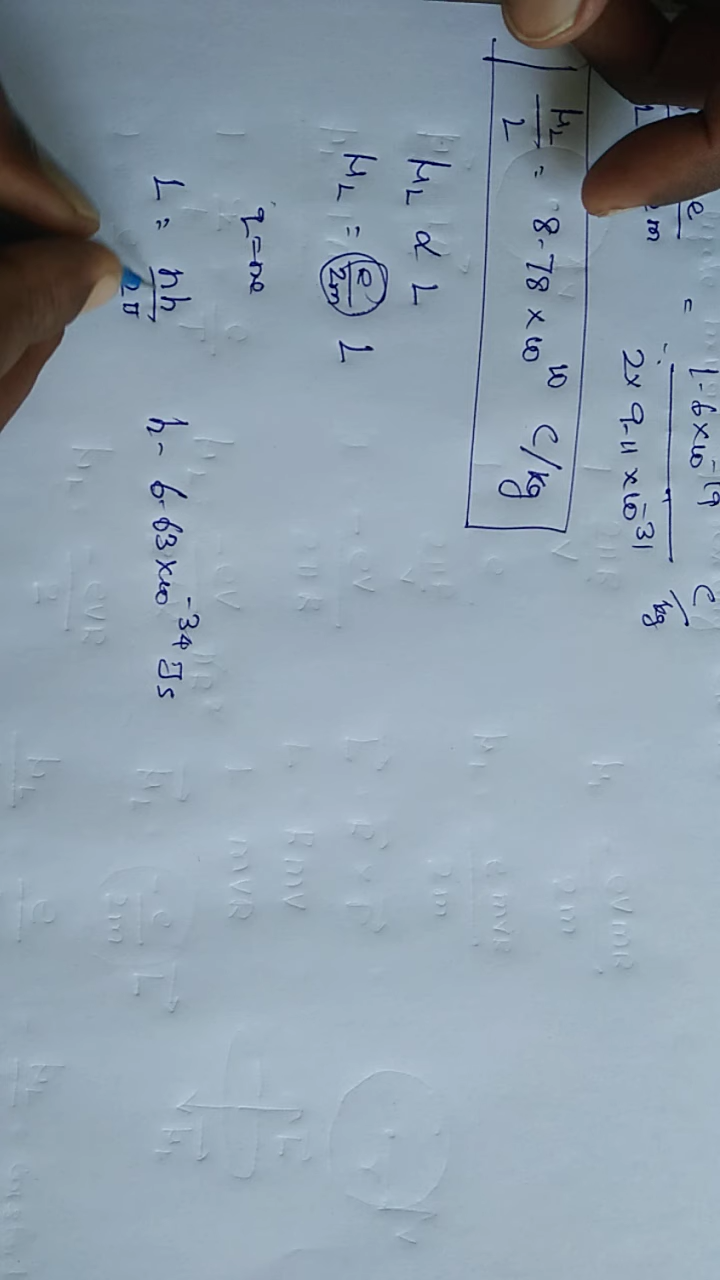 e/2m = 1.6×10⁻¹⁹ / 2×9.11×10⁻³¹ C/kg
μL/L = 8.78×10¹⁰ C/kg
μL α L
μL = (e/2m) L
q=ne
L = nh/2π h- 6.63×10⁻³⁴ Js